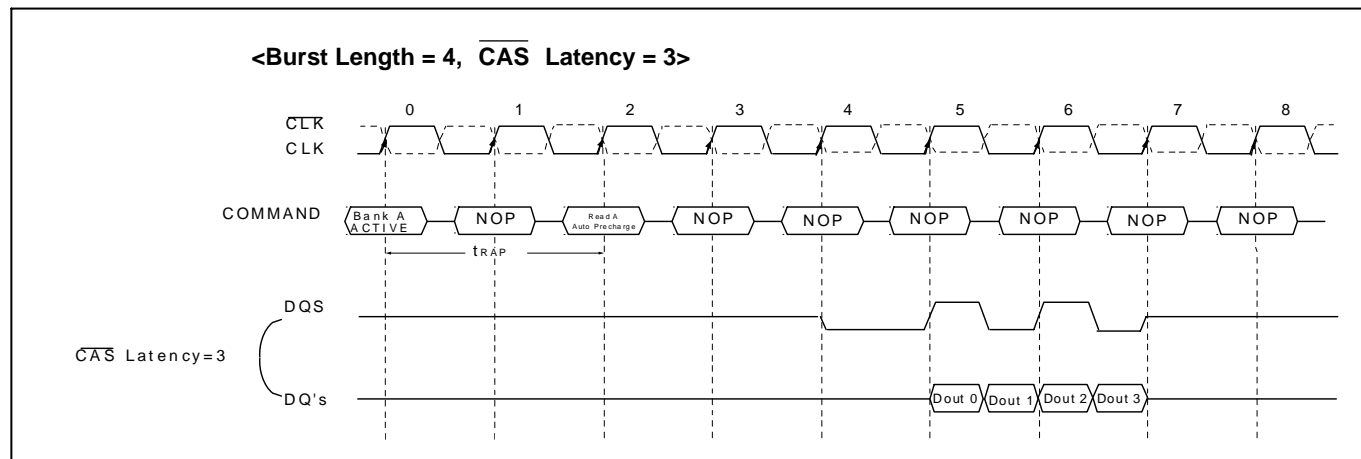 <Burst Length = 4, CAS Latency = 3>
0 1 2 3 4 5 6 7 8
CLK
CLK
COMMAND
Bank A
ACTIVE
NOP
Read A
Auto Precharge
NOP
NOP
NOP
NOP
NOP
NOP
tRAP
DQS
CAS Latency=3
DQ's
Dout 0 Dout 1 Dout 2 Dout 3